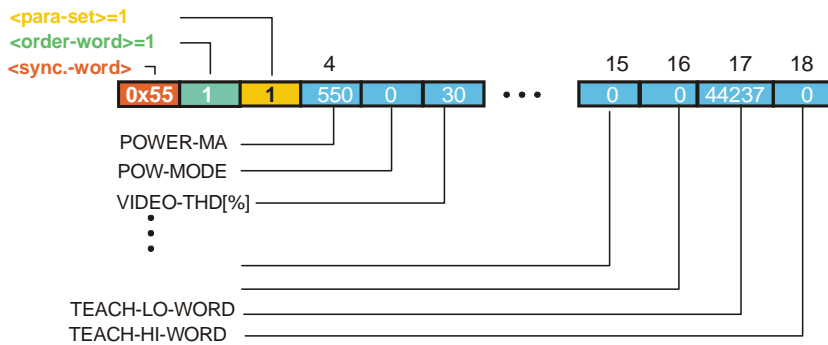 <para-set>=1
<order-word>=1
<sync.-word>
4 15 16 17 18
0x55 1 1 550 0 30 • • • 0 0 44237 0
POWER-MA
POW-MODE
VIDEO-THD[%]
TEACH-LO-WORD
TEACH-HI-WORD